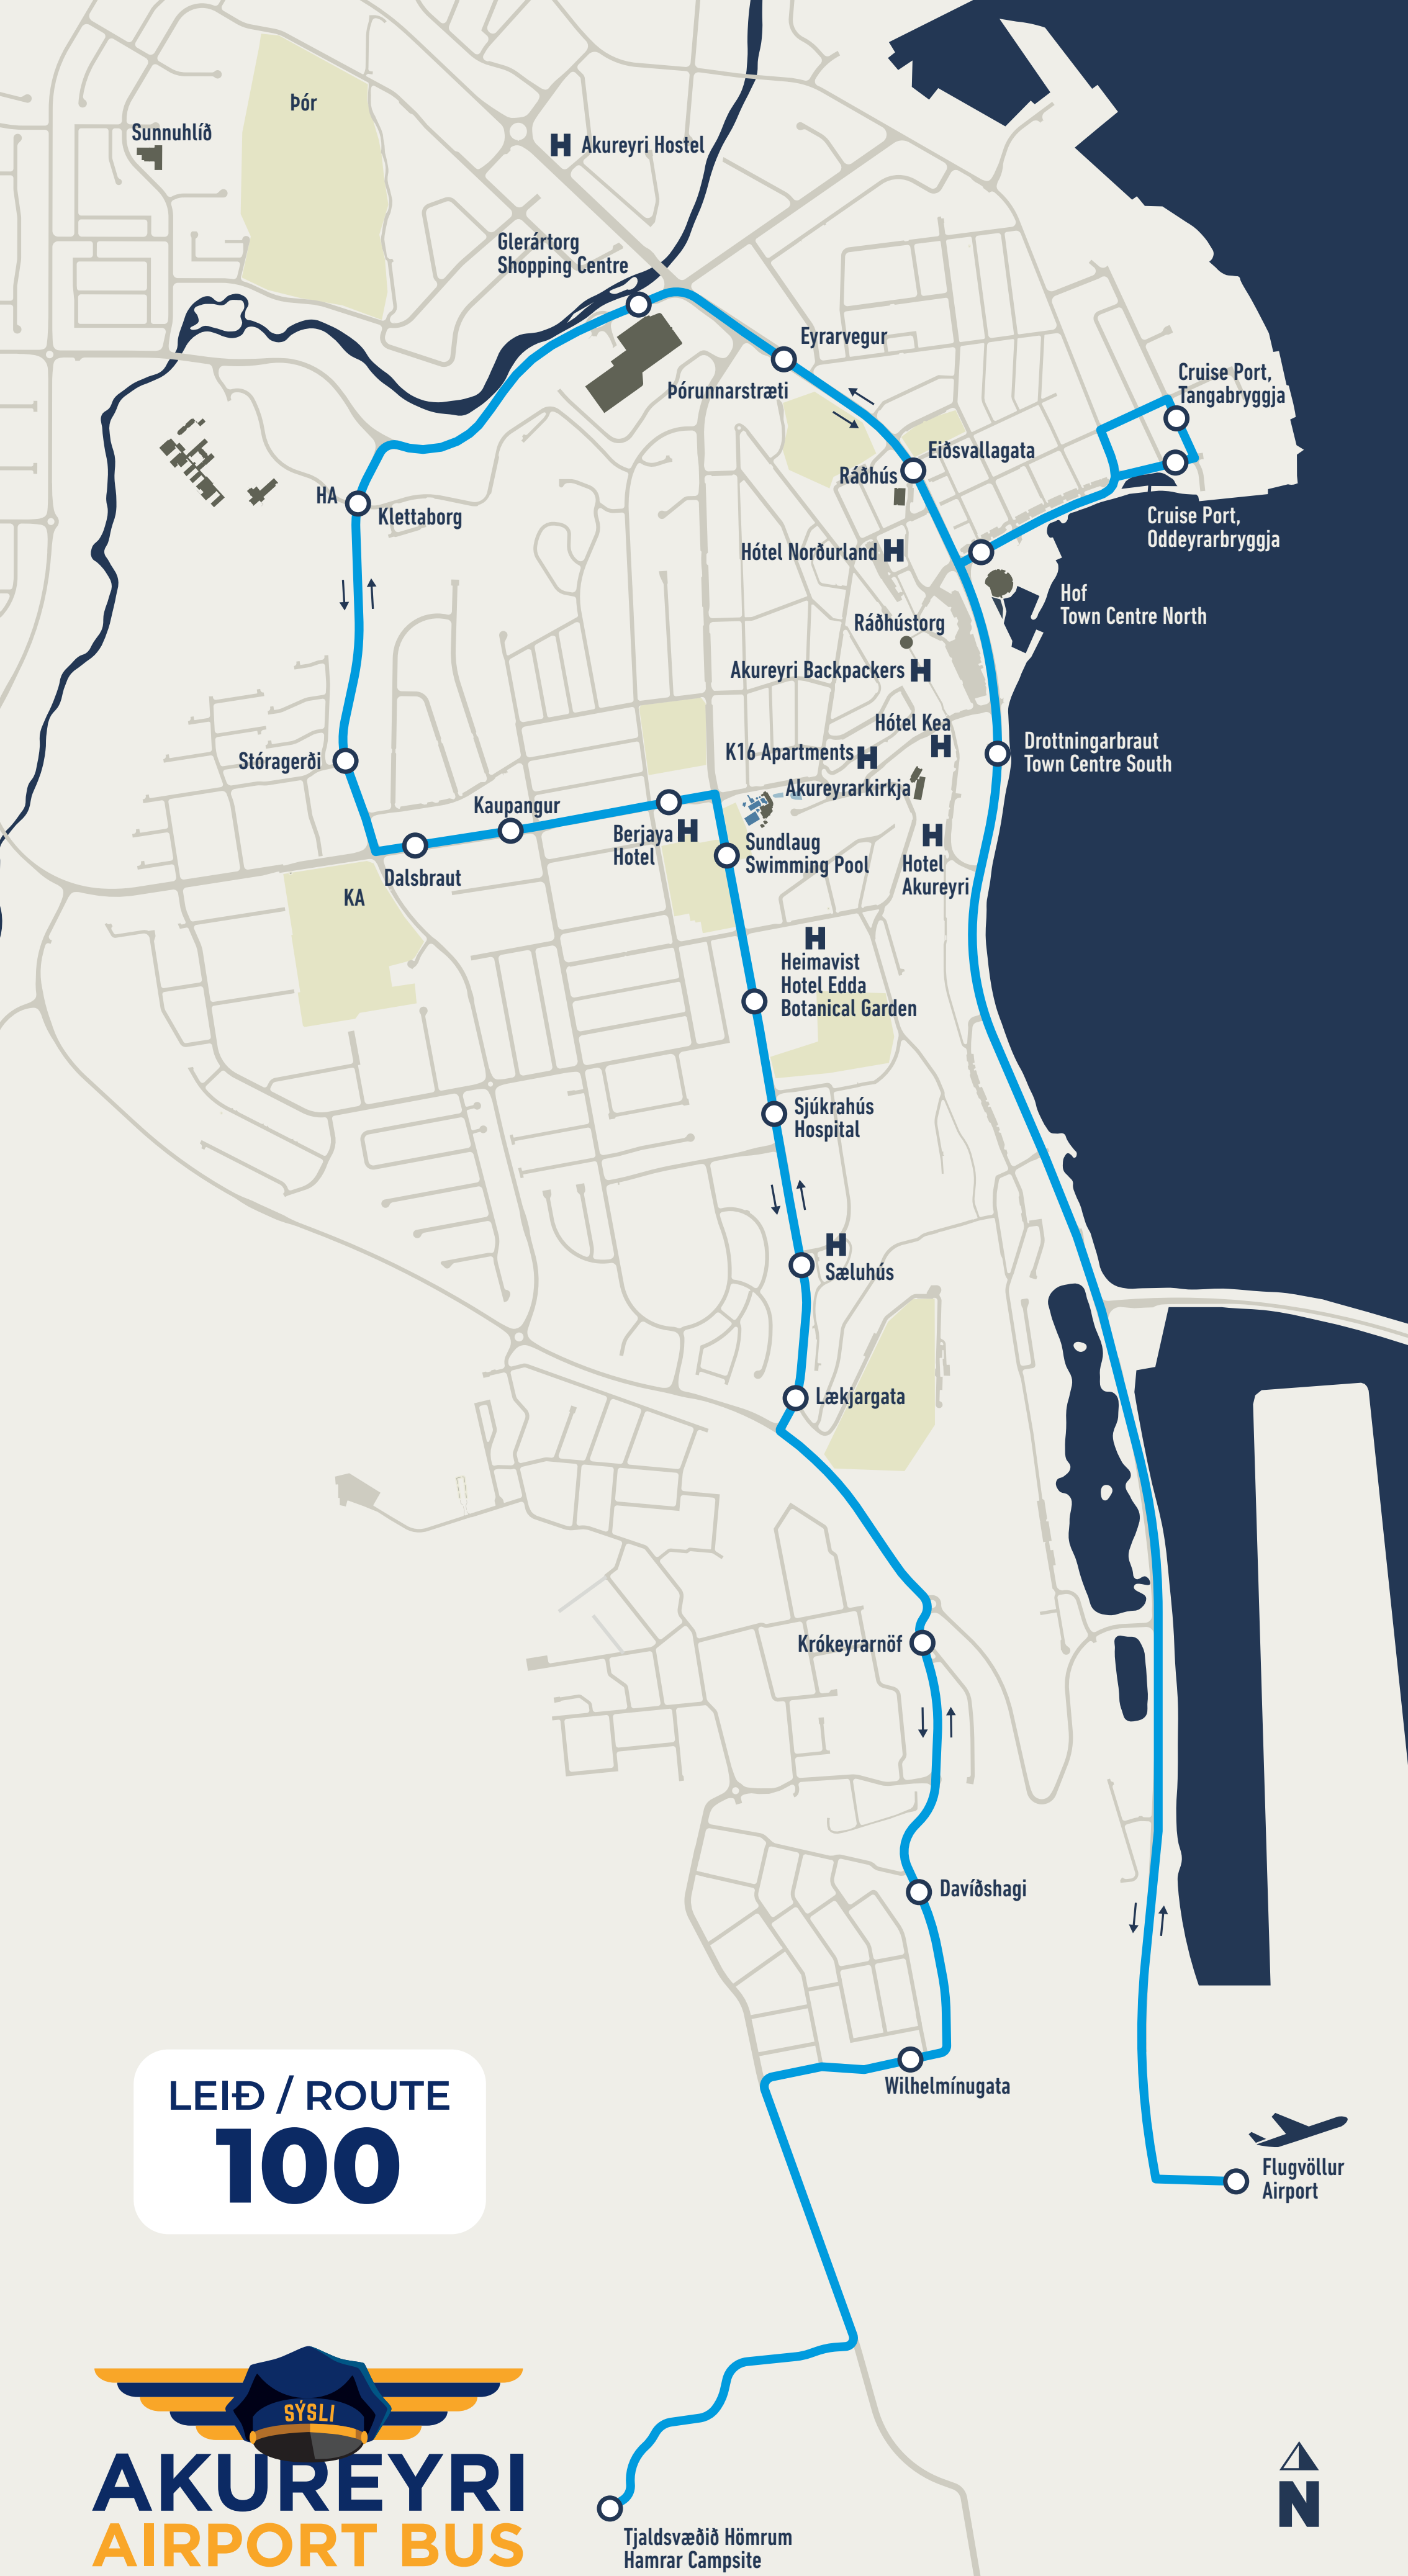 Þór
Sunnuhlíð
Akureyri Hostel
Glerártorg
Shopping Centre
Eyrarvegur
Þórunnarstræti
Cruise Port,
Tangabryggja
Eiðsvallagata
Ráðhús
HA
Klettaborg
Cruise Port,
Oddeyrarbryggja
Hótel Norðurland
Hof
Town Centre North
Ráðhústorg
Akureyri Backpackers
Hótel Kea
Drottningarbraut
Town Centre South
K16 Apartments
Stóragerði
Akureyrarkirkja
Kaupangur
Berjaya
Hotel
Sundlaug
Swimming Pool
Hotel
Akureyri
Dalsbraut
KA
Heimavist
Hotel Edda
Botanical Garden
Sjúkrahús
Hospital
Sæluhús
Lækjargata
Krókeyrarnöf
Davíðshagi
Wilhelmínugata
LEIÐ / ROUTE
100
Flugvöllur
Airport
SÝSLI
AKUREYRI
AIRPORT BUS
N
Tjaldsvæðið Hömrum
Hamrar Campsite